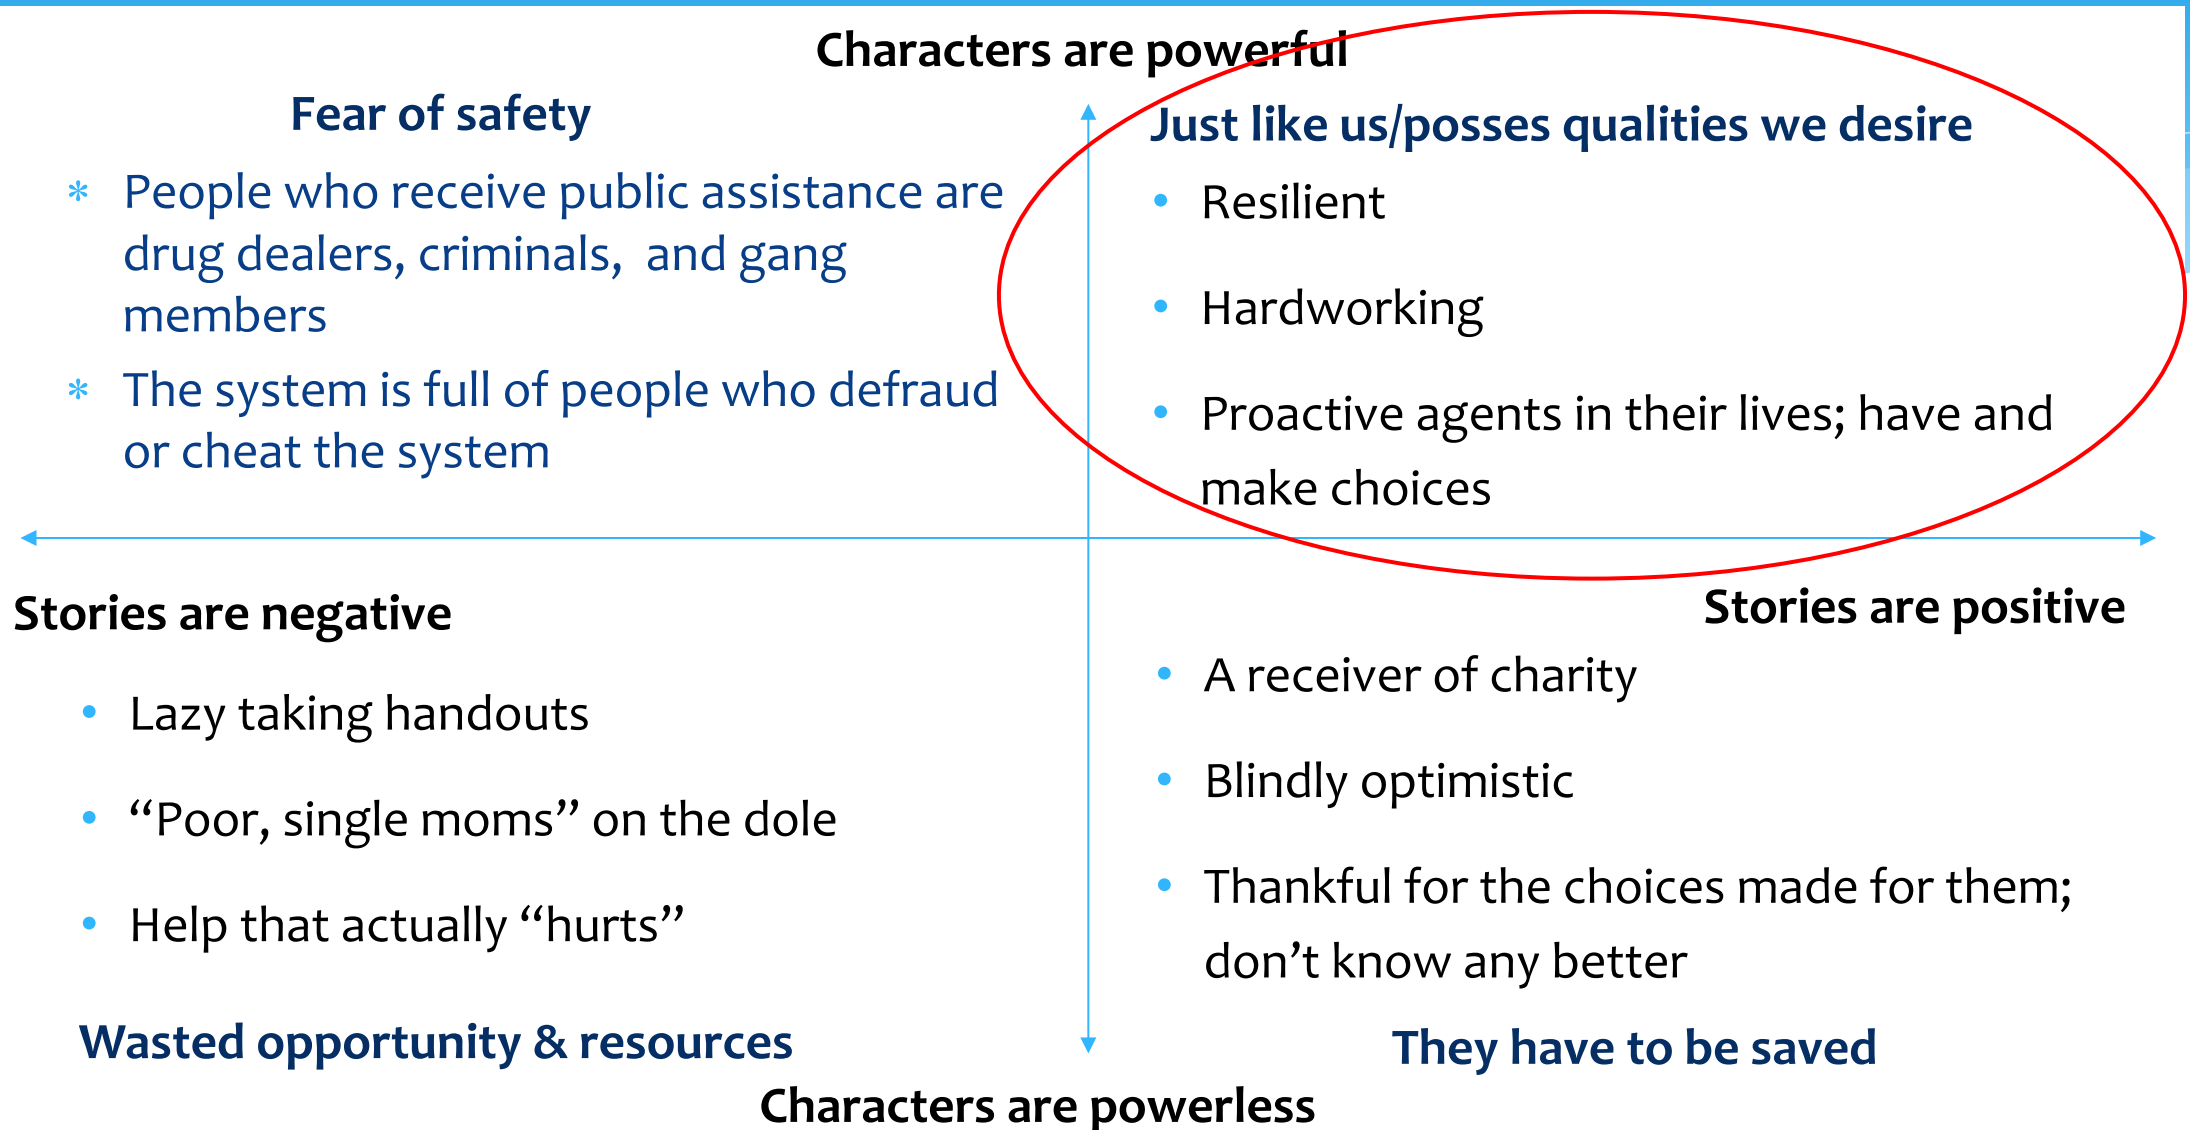 Characters are powerful
Fear of safety
* People who receive public assistance are
drug dealers, criminals, and gang
members
* The system is full of people who defraud
or cheat the system
Just like us/posses qualities we desire
• Resilient
• Hardworking
• Proactive agents in their lives; have and
make choices
Stories are negative
Stories are positive
• Lazy taking handouts
• “Poor, single moms” on the dole
• Help that actually “hurts”
Wasted opportunity & resources
• A receiver of charity
• Blindly optimistic
• Thankful for the choices made for them;
don’t know any better
They have to be saved
Characters are powerless